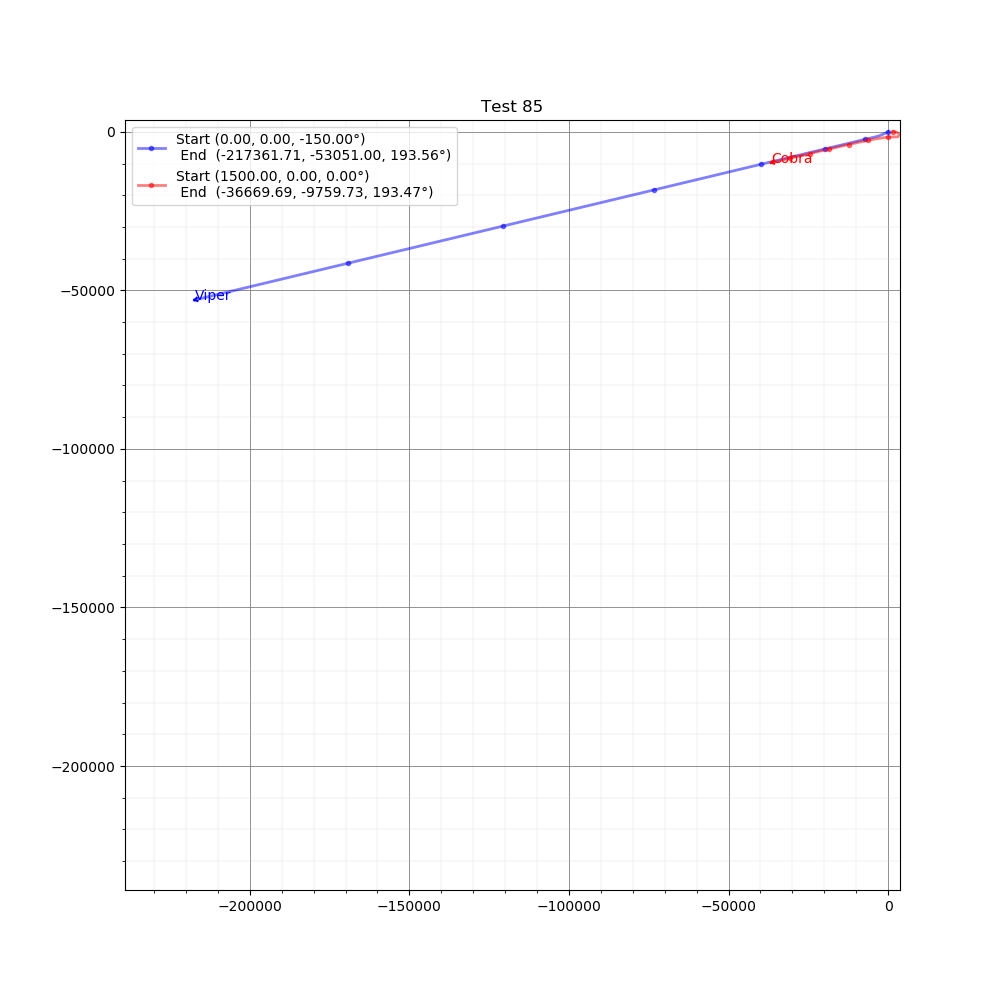 Test 85
Start (0.00, 0.00, -150.00°)
End (-217361.71, -53051.00, 193.56°)
Start (1500.00, 0.00, 0.00°)
End (-36669.69, -9759.73, 193.47°)
0
−50000
−100000
−150000
−200000
Cobra
Viper
−200000
−150000
−100000
−50000
0